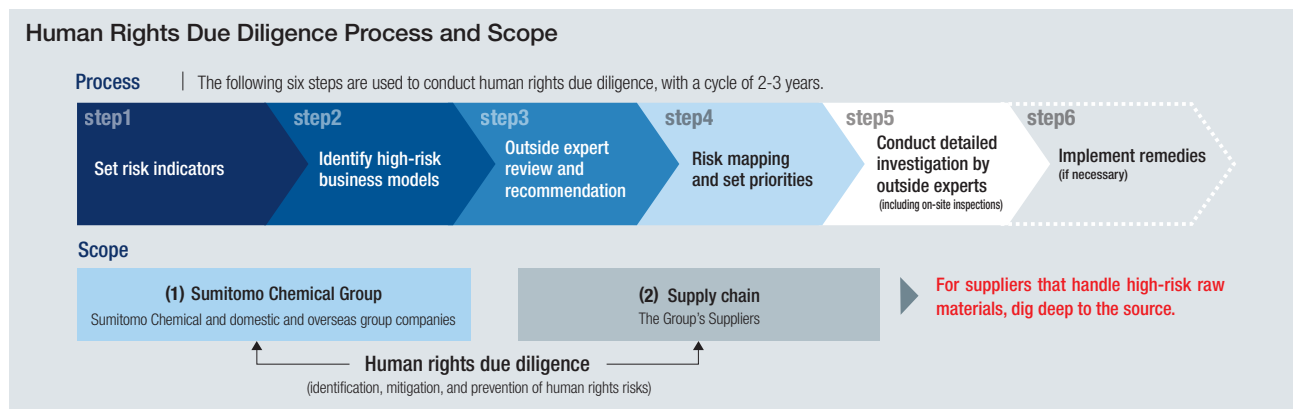 Human Rights Due Diligence Process and Scope
Process | The following six steps are used to conduct human rights due diligence, with a cycle of 2-3 years.
step1
Set risk indicators
step2
Identify high-risk
business models
step3
Outside expert
review and
recommendation
step4
Risk mapping
and set priorities
step5
Conduct detailed
investigation by
outside experts
(including on-site inspections)
step6
Implement remedies
(if necessary)
Scope
(1) Sumitomo Chemical Group
Sumitomo Chemical and domestic and overseas group companies
(2) Supply chain
The Group's Suppliers
For suppliers that handle high-risk raw
materials, dig deep to the source.
Human rights due diligence
(identification, mitigation, and prevention of human rights risks)